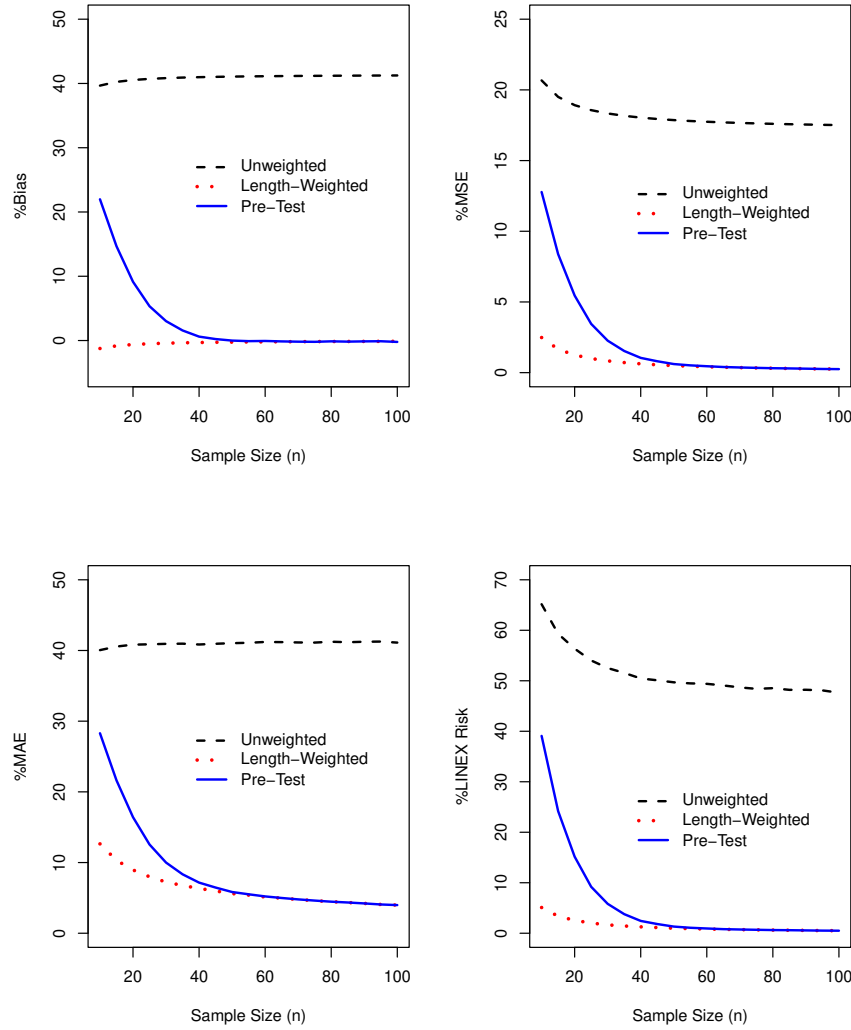 %Bias
50
40
30
20
10
0
Unweighted
Length-Weighted
Pre-Test
20 40 60 80 100
Sample Size (n)
%MSE
25
20
15
10
5
0
Unweighted
Length-Weighted
Pre-Test
20 40 60 80 100
Sample Size (n)
%MAE
50
40
30
20
10
0
Unweighted
Length-Weighted
Pre-Test
20 40 60 80 100
Sample Size (n)
%LINEX Risk
70
60
50
40
30
20
10
0
Unweighted
Length-Weighted
Pre-Test
20 40 60 80 100
Sample Size (n)